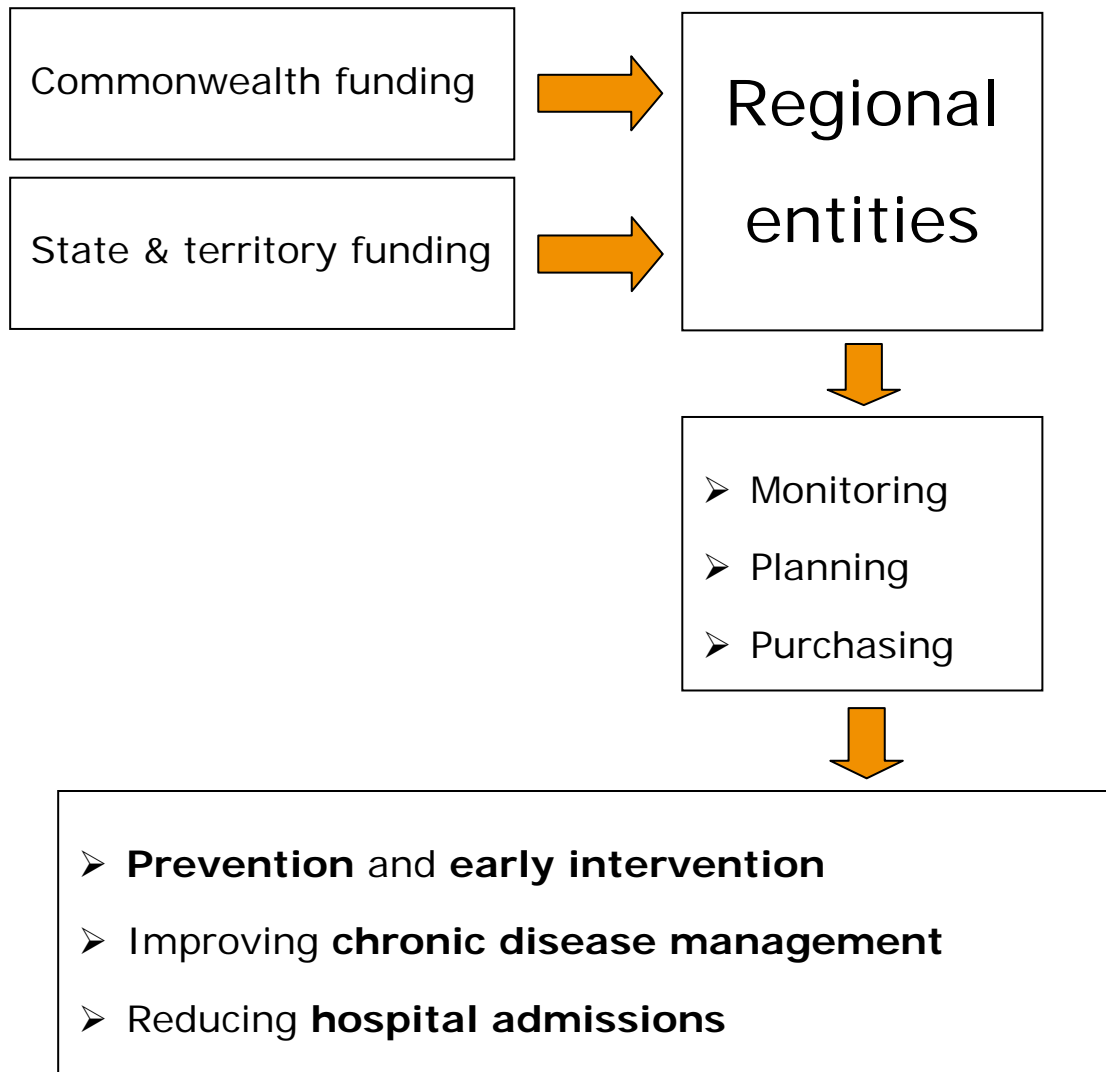 Commonwealth funding
Regional
entities
State & territory funding
➢ Monitoring
➢ Planning
➢ Purchasing
➢ Prevention and early intervention
➢ Improving chronic disease management
➢ Reducing hospital admissions